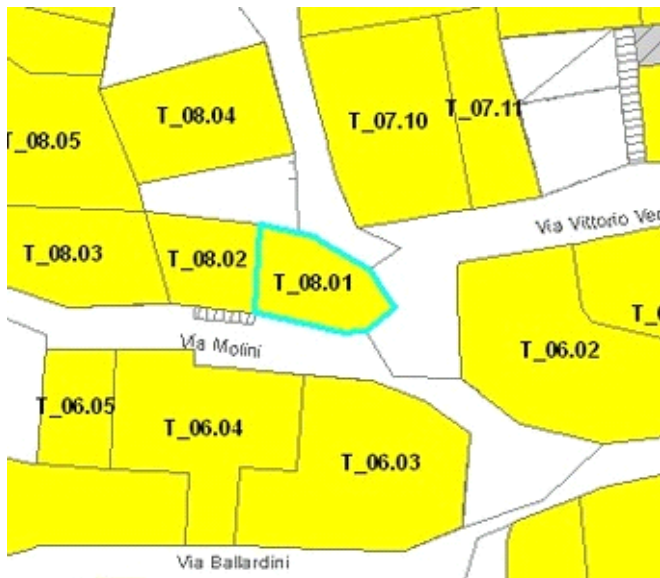 T_08.04
T_07.11
T_07.10
T_08.05
Via Vittorio
T_08.03
T_08.02
T_08.01
Via Molini
T_06.02
T_06.05
T_06.04
T_06.03
Via Ballardini